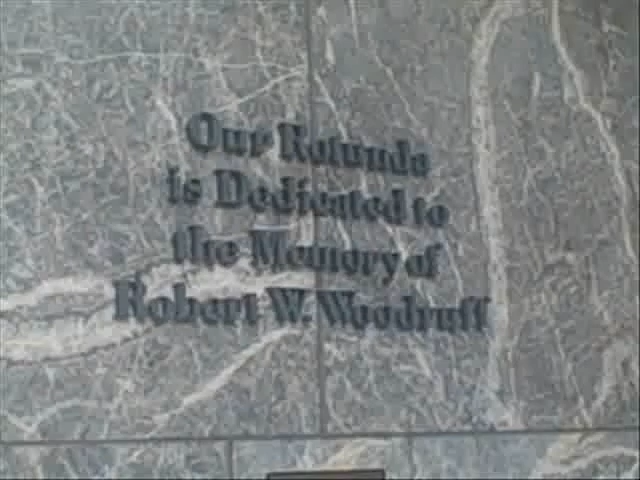 Our Rotunda
is Dedicated to
the Memory of
Robert W. Woodruff